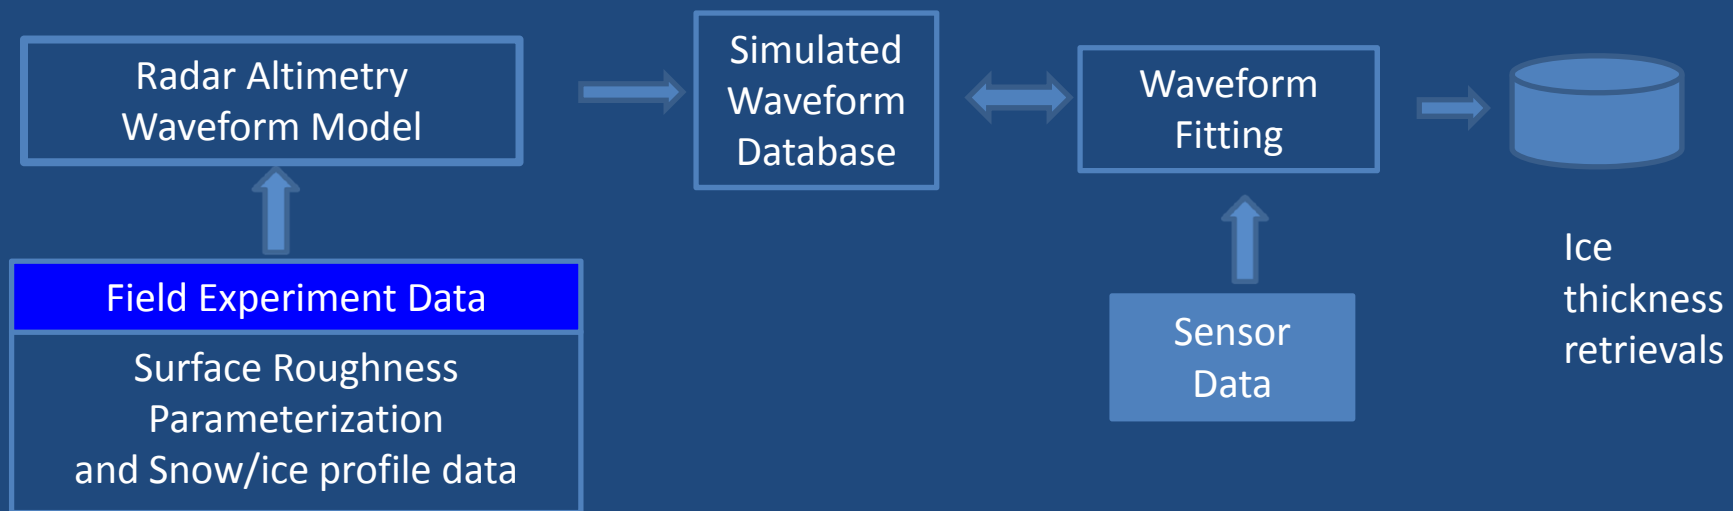 Radar Altimetry
Waveform Model
Simulated
Waveform
Database
Waveform
Fitting
Field Experiment Data
Surface Roughness
Parameterization
and Snow/ice profile data
Sensor
Data
Ice
thickness
retrievals